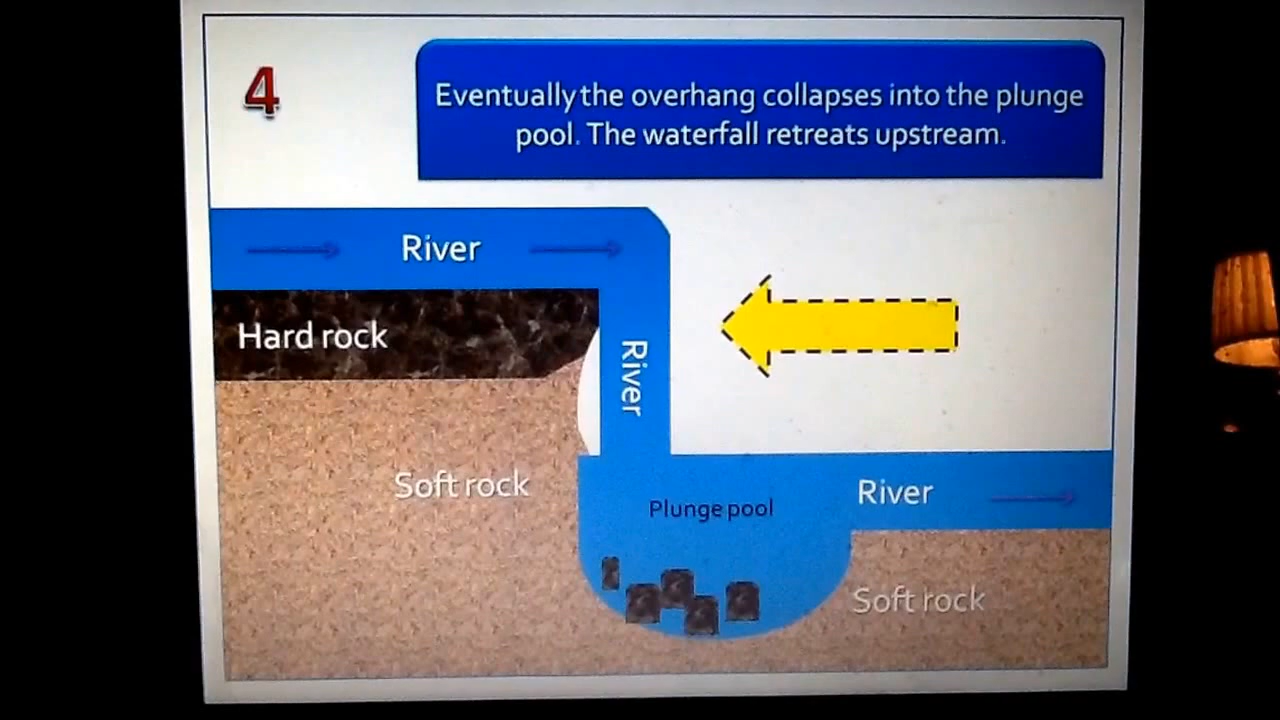 4
Eventually the overhang collapses into the plunge
pool. The waterfall retreats upstream.
River
Hard rock
River
Soft rock
Plunge pool
River
Soft rock